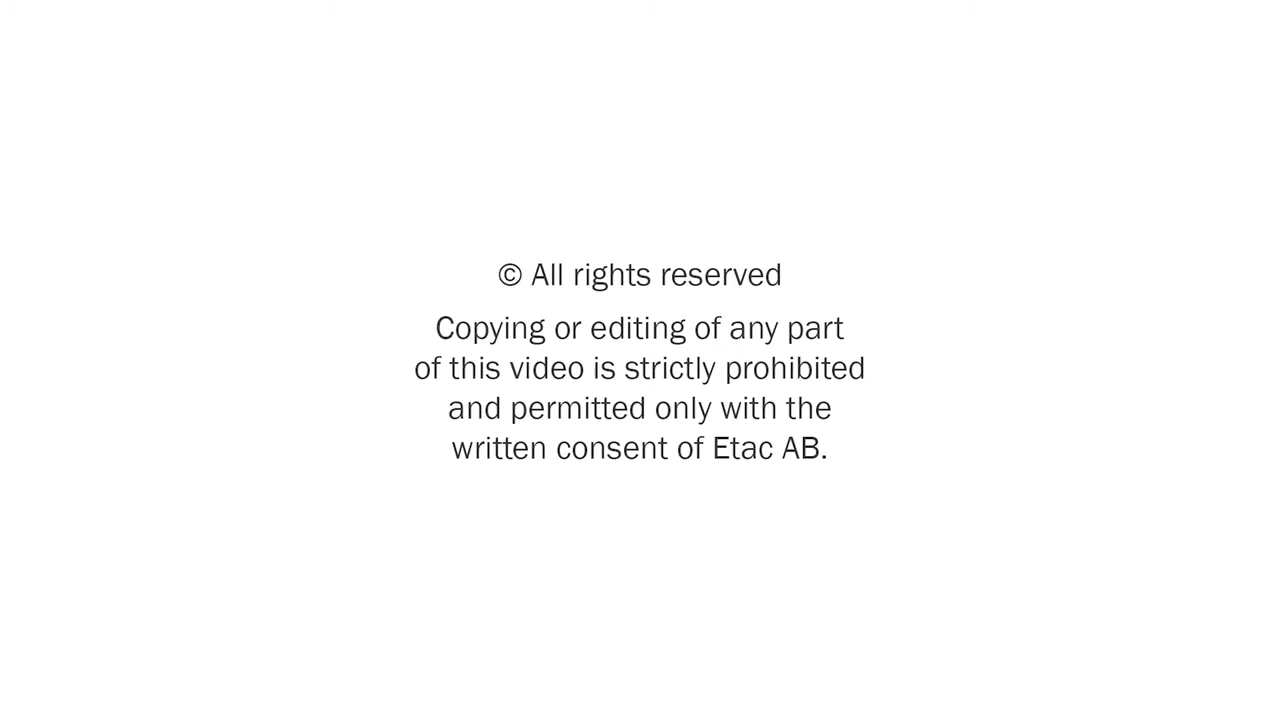 © All rights reserved
Copying or editing of any part
of this video is strictly prohibited
and permitted only with the
written consent of Etac AB.